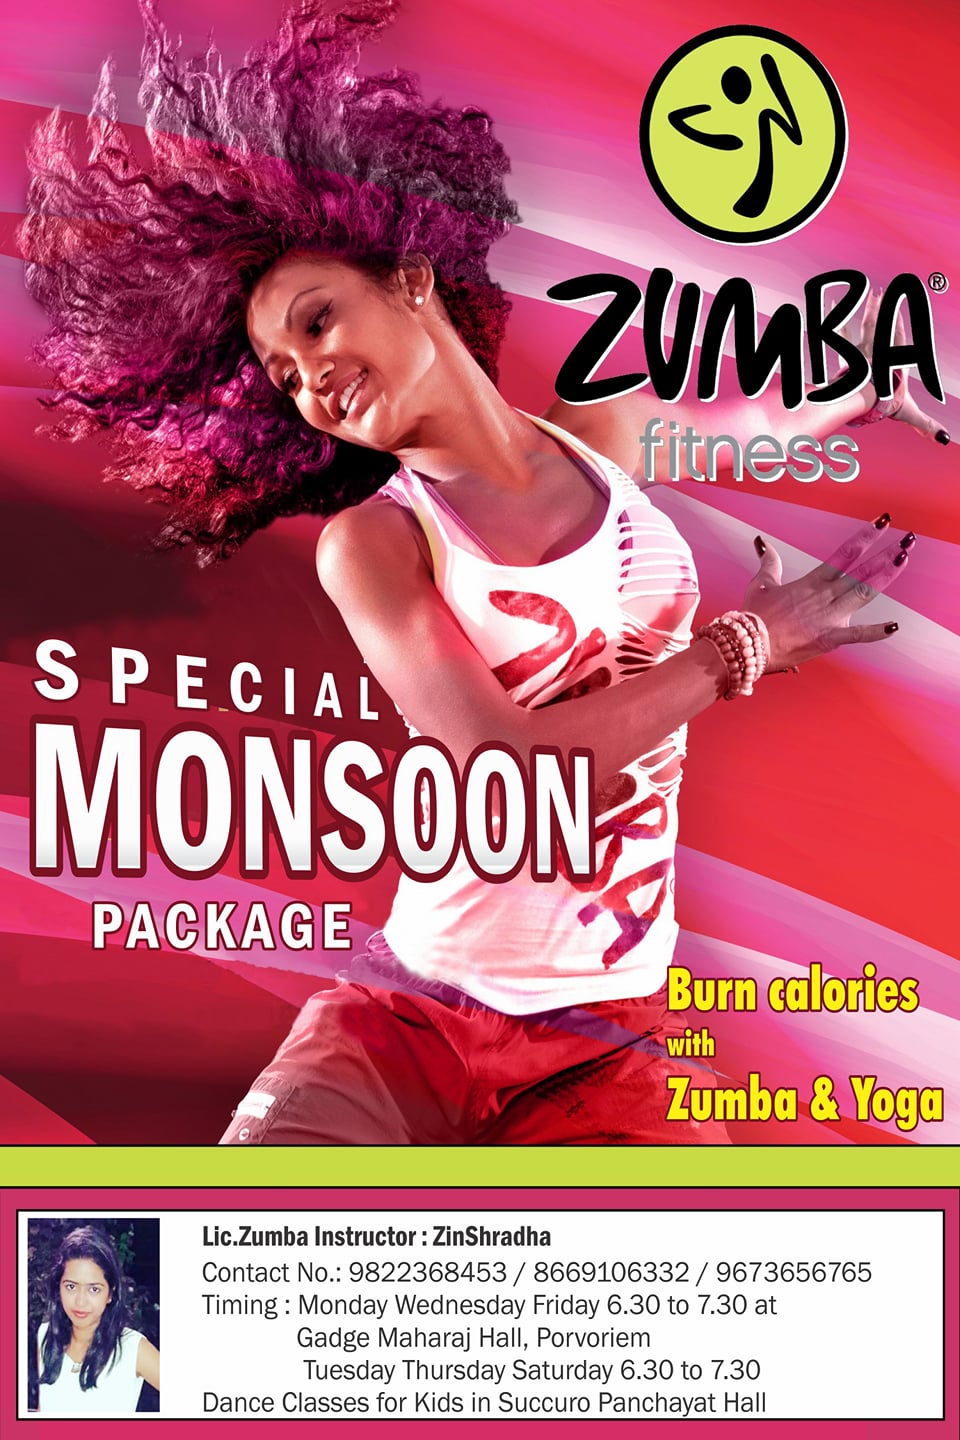 ZUMBA®
fitness
SPECIAL
MONSOON
PACKAGE
Burn calories
with
Zumba & Yoga
Lic.Zumba Instructor : ZinShradha
Contact No.: 9822368453 / 8669106332 / 9673656765
Timing : Monday Wednesday Friday 6.30 to 7.30 at
Gadge Maharaj Hall, Porvoriem
Tuesday Thursday Saturday 6.30 to 7.30
Dance Classes for Kids in Succuro Panchayat Hall